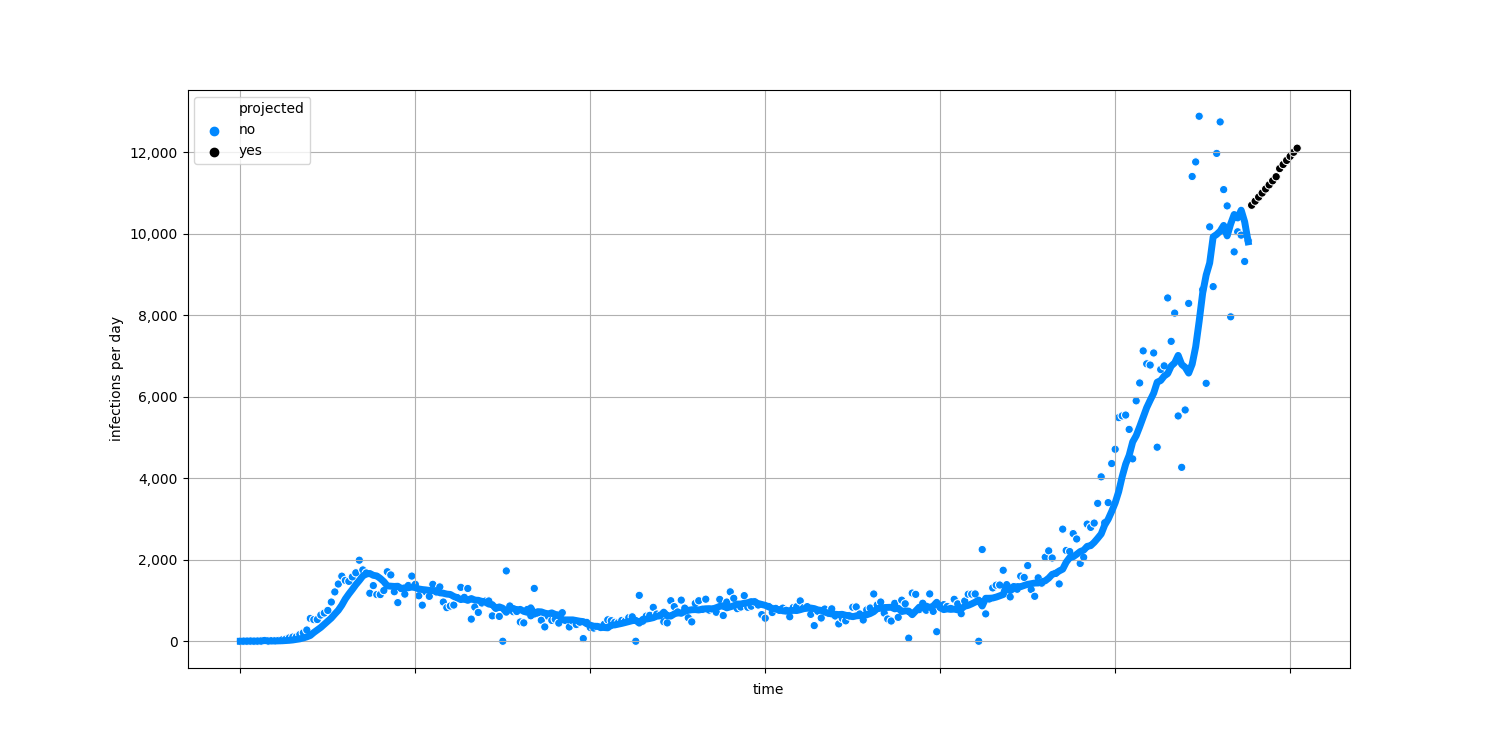 projected
no
yes
12,000
10,000
8,000
6,000
4,000
2,000
0
infections per day
time